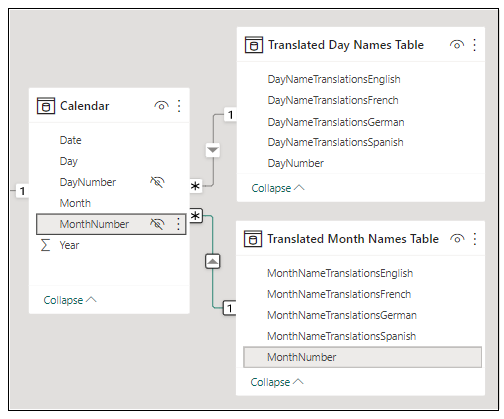 Calendar
Date
Day
DayNumber
Month
MonthNumber
Σ Year
Collapse
1
*
*
1
1
Translated Day Names Table
DayNameTranslationsEnglish
DayNameTranslationsFrench
DayNameTranslationsGerman
DayNameTranslationsSpanish
DayNumber
Collapse
Translated Month Names Table
MonthNameTranslationsEnglish
MonthNameTranslationsFrench
MonthNameTranslationsGerman
MonthNameTranslationsSpanish
MonthNumber
Collapse